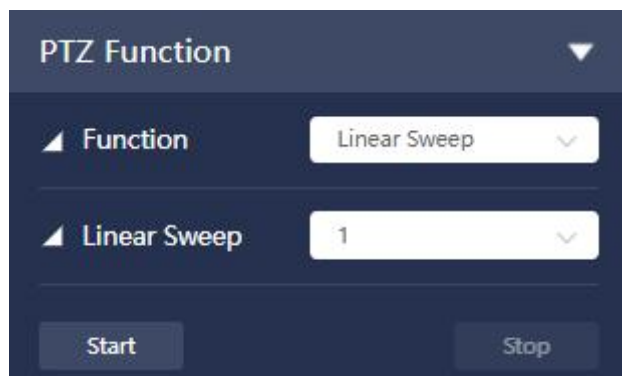 PTZ Function
Function Linear Sweep
Linear Sweep 1
Start Stop